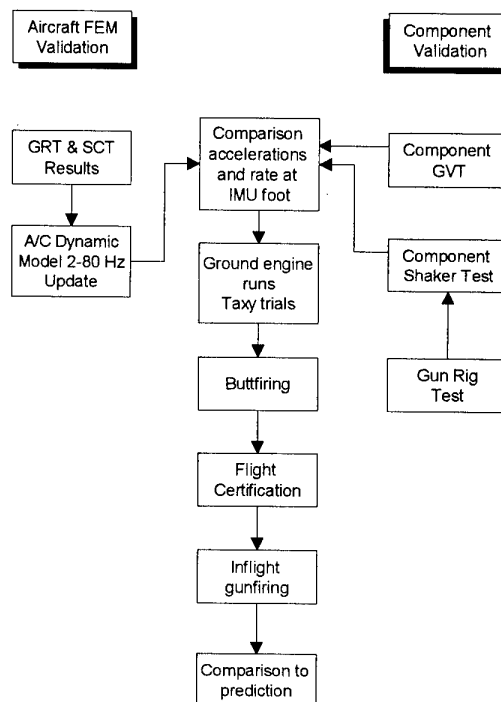 Aircraft FEM
Validation
Component
Validation
GRT & SCT
Results
A/C Dynamic
Model 2-80 Hz
Update
Comparison
accelerations
and rate at
IMU foot
Ground engine
runs
Taxy trials
Buttfiring
Flight
Certification
Inflight
gunfiring
Comparison to
prediction
Component
GVT
Component
Shaker Test
Gun Rig
Test